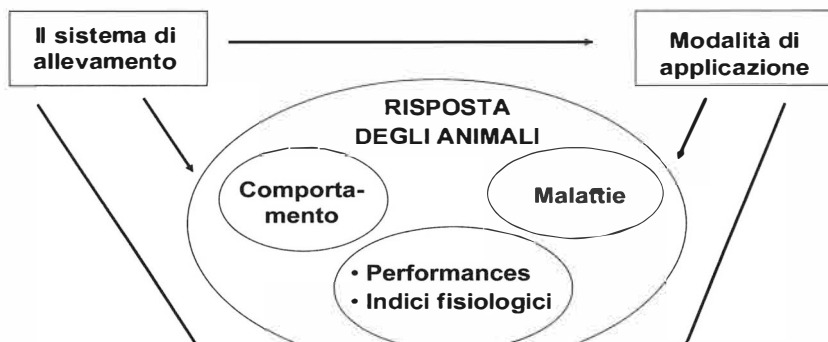 Il sistema di
allevamento
Modalità di
applicazione
RISPOSTA
DEGLI ANIMALI
Comporta-
mento
Malattie
• Performances
• Indici fisiologici